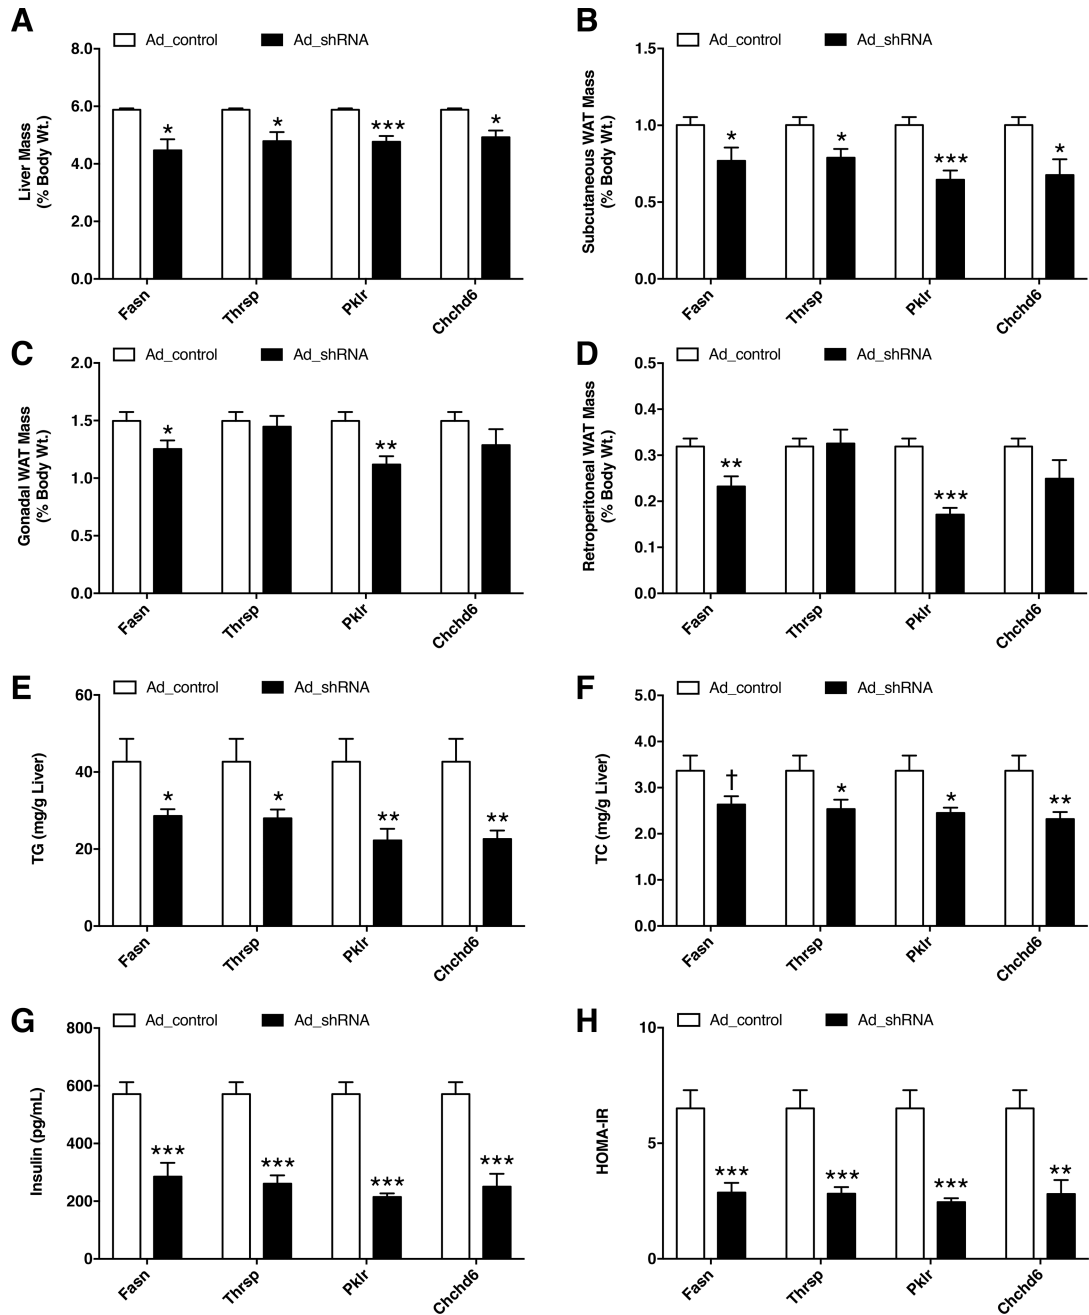 A
Ad_control Ad_shRNA
8.0
6.0
4.0
2.0
0.0
Liver Mass
(% Body Wt.)
* * *** *
Fasn Thrsp Pklr Chchd6
B
Ad_control Ad_shRNA
1.5
1.0
0.5
0.0
Subcutaneous WAT Mass
(% Body Wt.)
* * *** *
Fasn Thrsp Pklr Chchd6
C
Ad_control Ad_shRNA
2.0
1.5
1.0
0.5
0.0
Gonadal WAT Mass
(% Body Wt.)
* **
Fasn Thrsp Pklr Chchd6
D
Ad_control Ad_shRNA
0.5
0.4
0.3
0.2
0.1
0.0
Retroperitoneal WAT Mass
(% Body Wt.)
** ***
Fasn Thrsp Pklr Chchd6
E
Ad_control Ad_shRNA
60
40
20
0
TG (mg/g Liver)
* * ** **
Fasn Thrsp Pklr Chchd6
F
Ad_control Ad_shRNA
5.0
4.0
3.0
2.0
1.0
0.0
TC (mg/g Liver)
† * * **
Fasn Thrsp Pklr Chchd6
G
Ad_control Ad_shRNA
800
600
400
200
0
Insulin (pg/mL)
*** *** *** ***
Fasn Thrsp Pklr Chchd6
H
Ad_control Ad_shRNA
10
5
0
HOMA-IR
*** *** *** **
Fasn Thrsp Pklr Chchd6